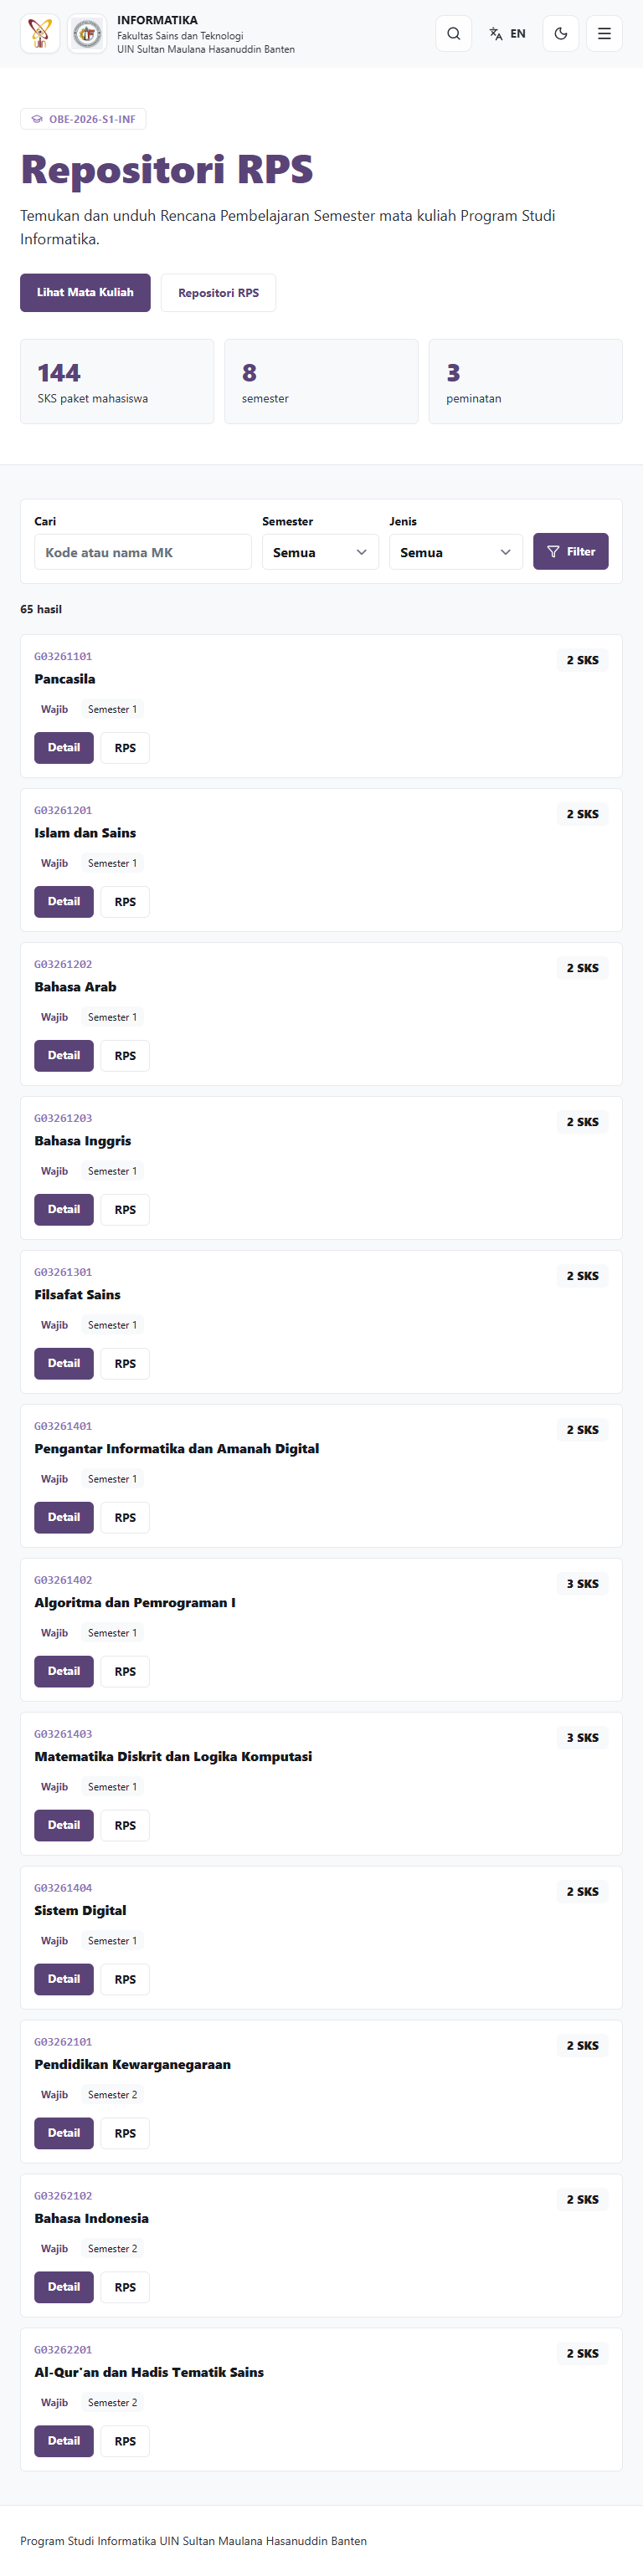 UIN
INFORMATIKA
Fakultas Sains dan Teknologi
UIN Sultan Maulana Hasanuddin Banten
EN
OBE-2026-S1-INF
Repositori RPS
Temukan dan unduh Rencana Pembelajaran Semester mata kuliah Program Studi
Informatika.
Lihat Mata Kuliah
Repositori RPS
144
SKS paket mahasiswa
8
semester
3
peminatan
Cari
Kode atau nama MK
Semester
Semua
Jenis
Semua
Filter
65 hasil
G03261101
2 SKS
Pancasila
Wajib Semester 1
Detail RPS
G03261201
2 SKS
Islam dan Sains
Wajib Semester 1
Detail RPS
G03261202
2 SKS
Bahasa Arab
Wajib Semester 1
Detail RPS
G03261203
2 SKS
Bahasa Inggris
Wajib Semester 1
Detail RPS
G03261301
2 SKS
Filsafat Sains
Wajib Semester 1
Detail RPS
G03261401
2 SKS
Pengantar Informatika dan Amanah Digital
Wajib Semester 1
Detail RPS
G03261402
3 SKS
Algoritma dan Pemrograman I
Wajib Semester 1
Detail RPS
G03261403
3 SKS
Matematika Diskrit dan Logika Komputasi
Wajib Semester 1
Detail RPS
G03261404
2 SKS
Sistem Digital
Wajib Semester 1
Detail RPS
G03262101
2 SKS
Pendidikan Kewarganegaraan
Wajib Semester 2
Detail RPS
G03262102
2 SKS
Bahasa Indonesia
Wajib Semester 2
Detail RPS
G03262201
2 SKS
Al-Qur'an dan Hadis Tematik Sains
Wajib Semester 2
Detail RPS
Program Studi Informatika UIN Sultan Maulana Hasanuddin Banten